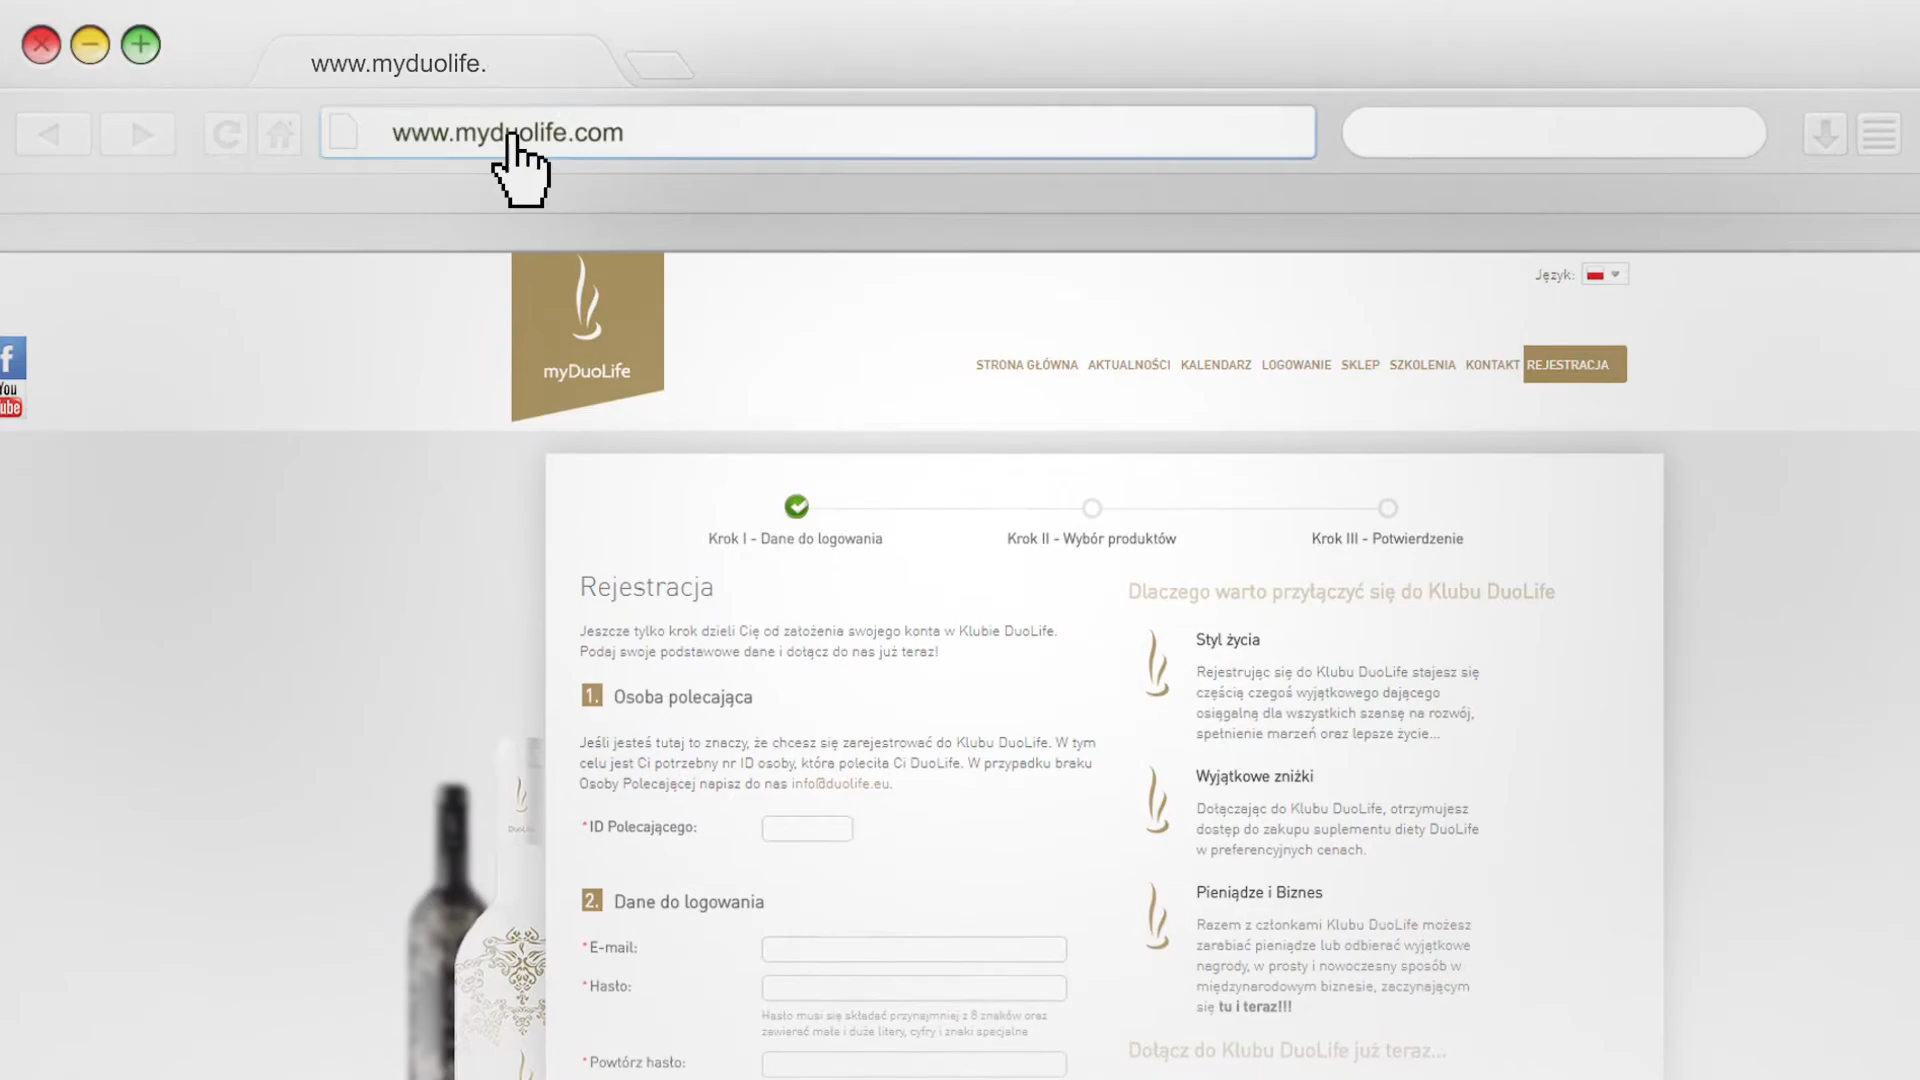 www.myduolife.
www.myduolife.com
Język:
myDuoLife
STRONA GŁÓWNA AKTUALNOŚCI KALENDARZ LOGOWANIE SKLEP SZKOLENIA KONTAKT REJESTRACJA
f
You
Tube
Krok I - Dane do logowania
Krok II - Wybór produktów
Krok III - Potwierdzenie
Rejestracja
Jeszcze tylko krok dzieli Cię od założenia swojego konta w Klubie DuoLife.
Podaj swoje podstawowe dane i dołącz do nas już teraz!
1. Osoba polecająca
Jeśli jesteś tutaj to znaczy, że chcesz się zarejestrować do Klubu DuoLife. W tym
celu jest Ci potrzebny nr ID osoby, która poleciła Ci DuoLife. W przypadku braku
Osoby Polecającej napisz do nas info@duolife.eu.
*ID Polecającego:
2. Dane do logowania
*E-mail:
*Hasło:
Hasło musi się składać przynajmniej z 8 znaków oraz
zawierać małe i duże litery, cyfry i znaki specjalne
*Powtórz hasło:
Dlaczego warto przyłączyć się do Klubu DuoLife
Styl życia
Rejestrując się do Klubu DuoLife stajesz się
częścią czegoś wyjątkowego dającego
osiągalną dla wszystkich szansę na rozwój,
spełnienie marzeń oraz lepsze życie...
Wyjątkowe zniżki
Dołączając do Klubu DuoLife, otrzymujesz
dostęp do zakupu suplementu diety DuoLife
w preferencyjnych cenach.
Pieniądze i Biznes
Razem z członkami Klubu DuoLife możesz
zarabiać pieniądze lub odbierać wyjątkowe
nagrody, w prosty i nowoczesny sposób w
międzynarodowym biznesie, zaczynającym
się tu i teraz!!!
Dołącz do Klubu DuoLife już teraz...
DuoLife